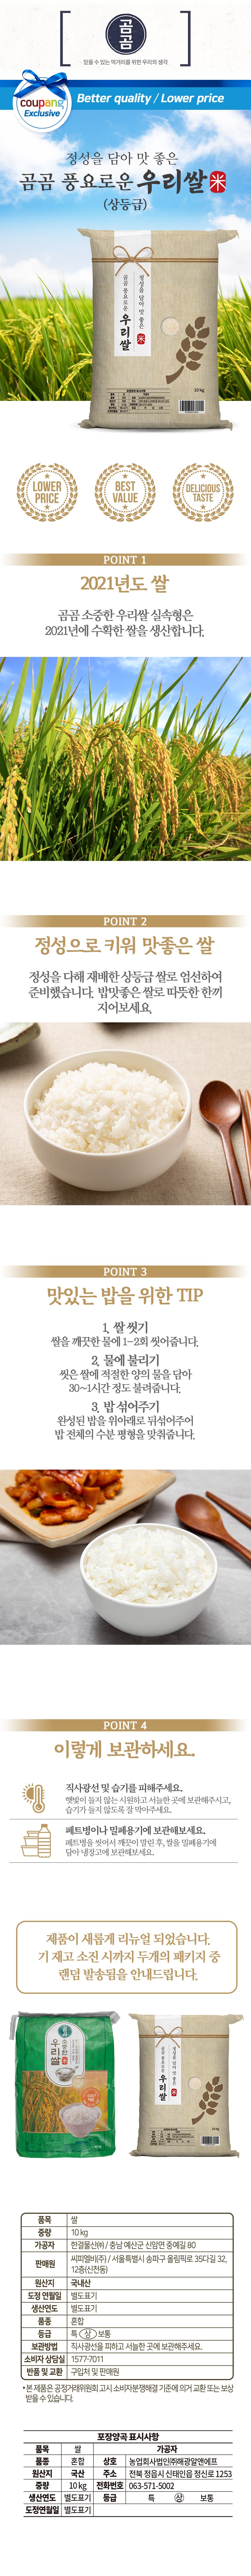 곰곰
믿을 수 있는 먹거리를 위한 우리의 생각
coupang
Exclusive
Better quality / Lower price
정성을 담아 맛 좋은
곰곰 풍요로운 우리쌀 米
(상등급)
정성을 담아 맛 좋은
곰곰 풍요로운
우리쌀 米
10 kg
LOWER PRICE
BEST VALUE
DELICIOUS TASTE
POINT 1
2021년도 쌀
곰곰 소중한 우리쌀 실속형은
2021년에 수확한 쌀을 생산합니다.
POINT 2
정성으로 키워 맛좋은 쌀
정성을 다해 재배한 상등급 쌀로 엄선하여
준비했습니다. 밥맛좋은 쌀로 따뜻한 한끼
지어보세요.
POINT 3
맛있는 밥을 위한 TIP
1. 쌀 씻기
쌀을 깨끗한 물에 1~2회 씻어줍니다.
2. 물에 불리기
씻은 쌀에 적절한 양의 물을 담아
30~1시간 정도 불려줍니다.
3. 밥 섞어주기
완성된 밥을 위아래로 뒤섞어주어
밥 전체의 수분 평형을 맞춰줍니다.
POINT 4
이렇게 보관하세요.
직사광선 및 습기를 피해주세요.
햇빛이 들지 않는 시원하고 서늘한 곳에 보관해주시고,
습기가 들지 않도록 잘 막아주세요.
페트병이나 밀폐용기에 보관해보세요.
페트병을 씻어서 깨끗이 말린 후, 쌀을 밀폐용기에
담아 냉장고에 보관해보세요.
제품이 새롭게 리뉴얼 되었습니다.
기 재고 소진 시까지 두개의 패키지 중
랜덤 발송됨을 안내드립니다.
우리쌀
정성을 담아 맛 좋은
곰곰 풍요로운
우리쌀 米
품목 쌀
중량 10 kg
가공자 한결물산㈜ / 충남 예산군 신암면 중예길 80
판매원 씨피엘비(주) / 서울특별시 송파구 올림픽로 35다길 32,
12층(신천동)
원산지 국내산
도정 연월일 별도표기
생산연도 별도표기
품종 혼합
등급 특 상 보통
보관방법 직사광선을 피하고 서늘한 곳에 보관해주세요.
소비자 상담실 1577-7011
반품 및 교환 구입처 및 판매원
• 본 제품은 공정거래위원회 고시 소비자분쟁해결 기준에 의거 교환 또는 보상
받을 수 있습니다.
포장양곡 표시사항
품목 쌀 가공자
품종 혼합 상호 농업회사법인㈜해광알앤에프
원산지 국산 주소 전북 정읍시 신태인읍 정신로 1253
중량 10 kg 전화번호 063-571-5002
생산연도 별도표기 등급 특 상 보통
도정연월일 별도표기